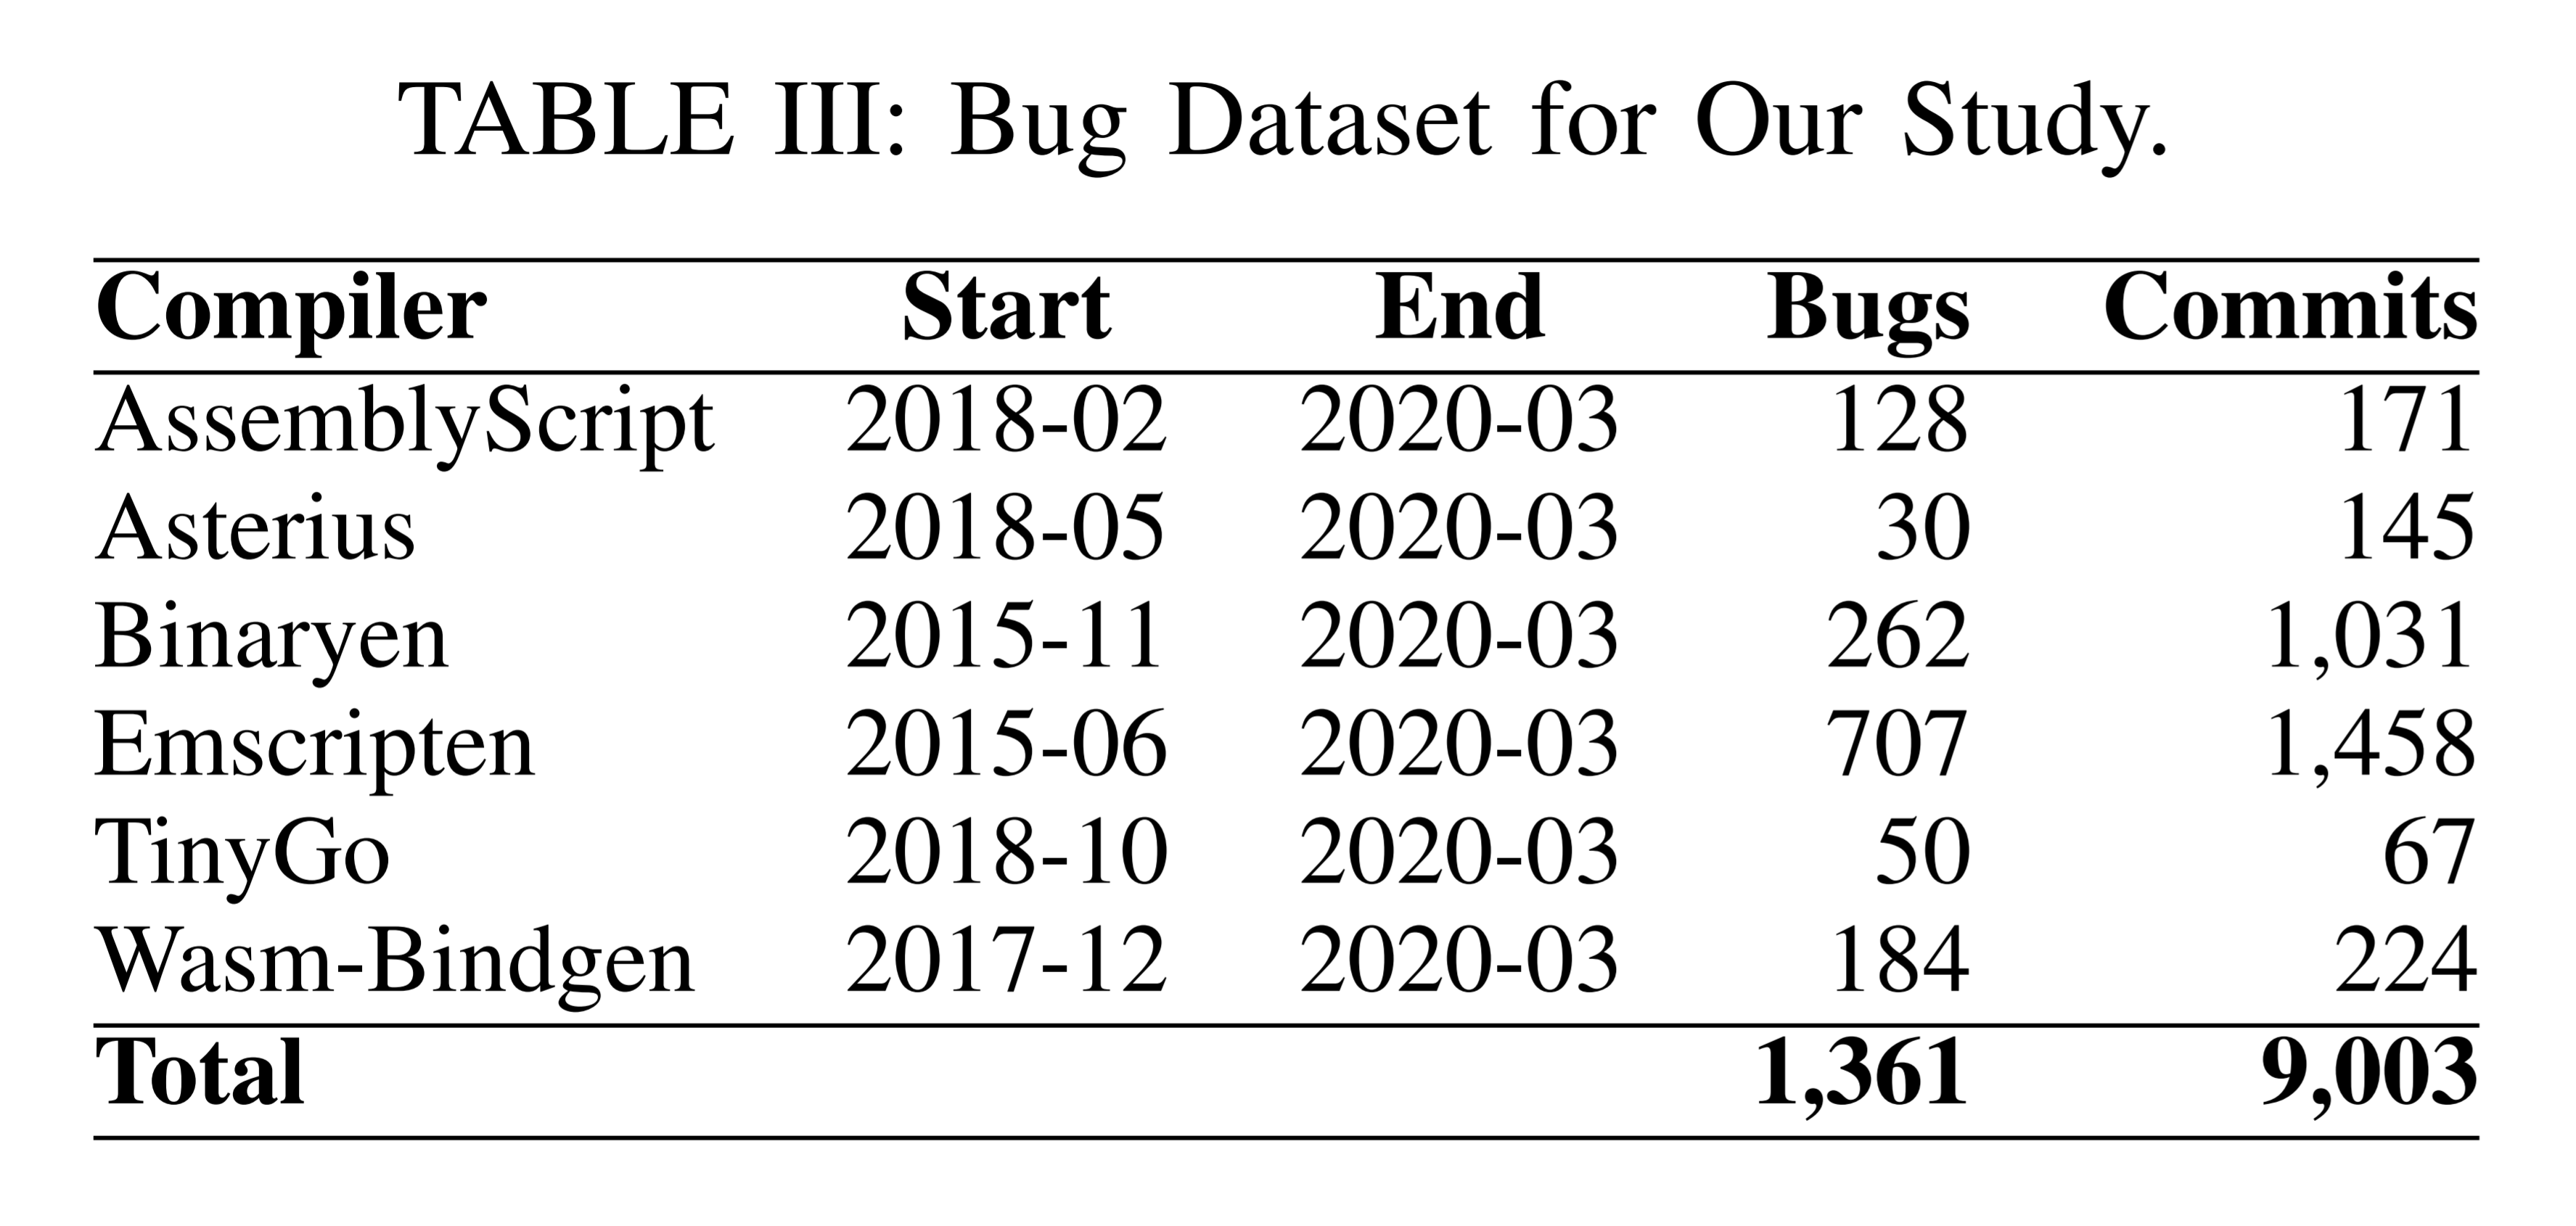 TABLE III: Bug Dataset for Our Study.
Compiler Start End Bugs Commits
AssemblyScript 2018-02 2020-03 128 171
Asterius 2018-05 2020-03 30 145
Binaryen 2015-11 2020-03 262 1,031
Emscripten 2015-06 2020-03 707 1,458
TinyGo 2018-10 2020-03 50 67
Wasm-Bindgen 2017-12 2020-03 184 224
Total 1,361 9,003